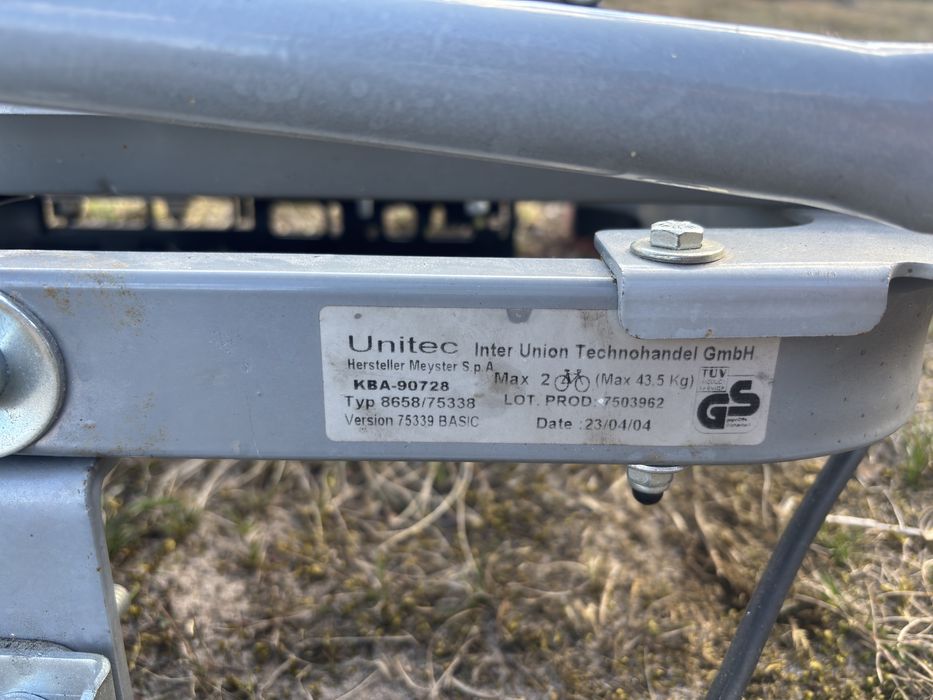 Unitec Inter Union Technohandel GmbH
Hersteller Meyster S.p.A
KBA-90728 Max 2 (Max 43.5 Kg)
Typ 8658/75338 LOT. PROD. 7503962
Version 75339 BASIC Date : 23/04/04
TÜV
GS